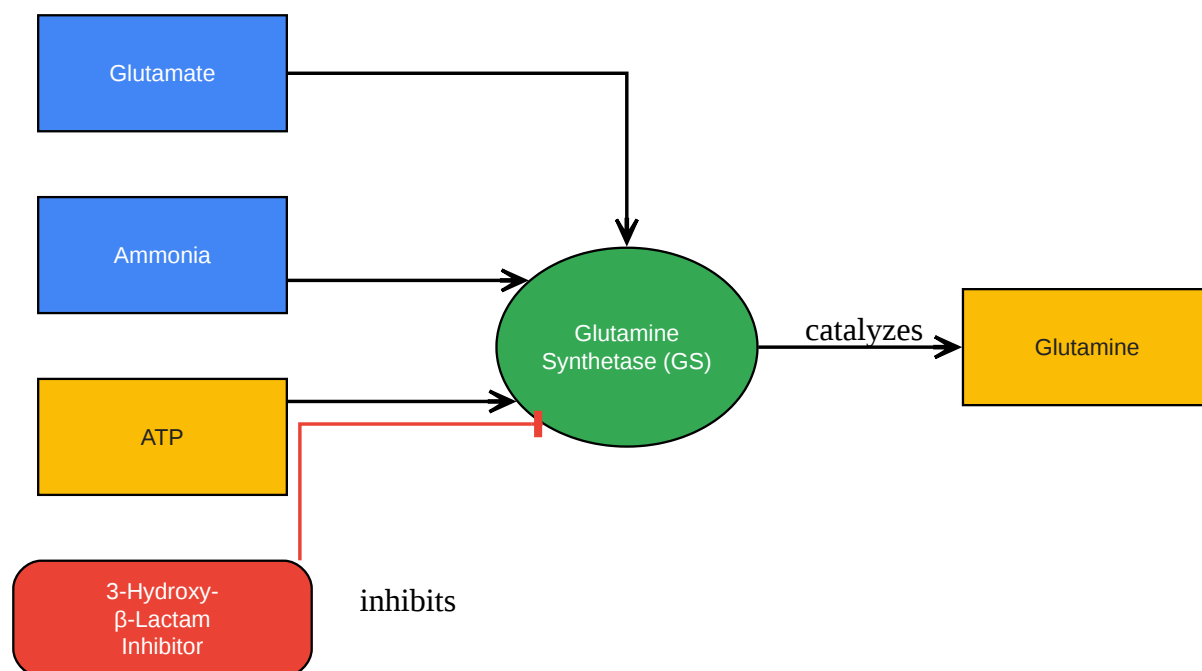 Glutamate
Ammonia
Glutamine
Synthetase (GS)
catalyzes
Glutamine
ATP
3-Hydroxy-
β-Lactam
Inhibitor
inhibits